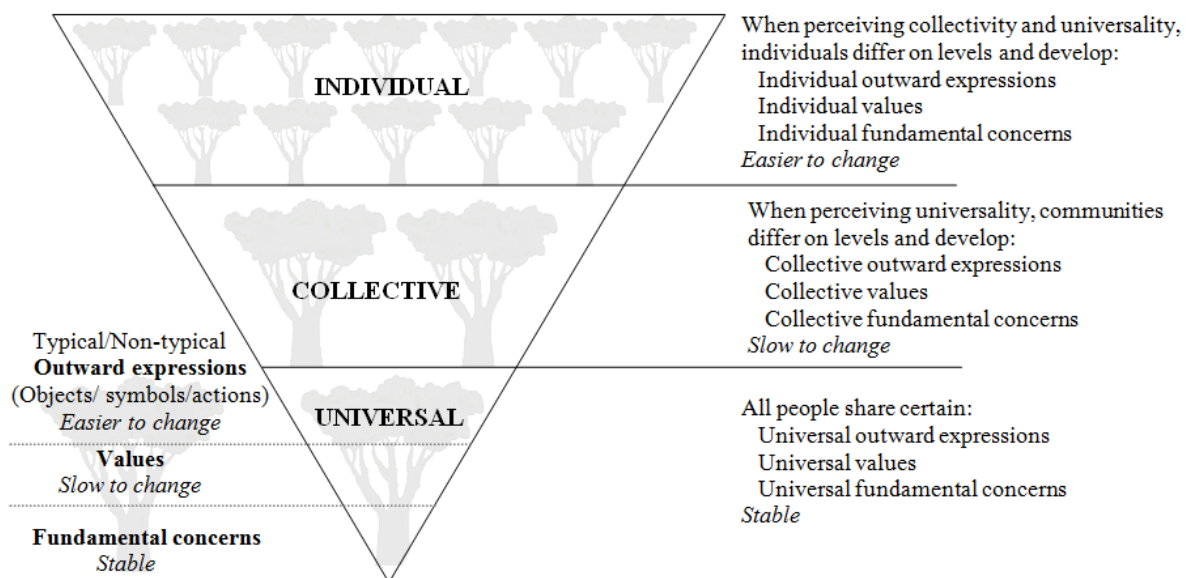 INDIVIDUAL
When perceiving collectivity and universality,
individuals differ on levels and develop:
Individual outward expressions
Individual values
Individual fundamental concerns
Easier to change
COLLECTIVE
When perceiving universality, communities
differ on levels and develop:
Collective outward expressions
Collective values
Collective fundamental concerns
Slow to change
Typical/Non-typical
Outward expressions
(Objects/ symbols/actions)
Easier to change
Values
Slow to change
Fundamental concerns
Stable
UNIVERSAL
All people share certain:
Universal outward expressions
Universal values
Universal fundamental concerns
Stable